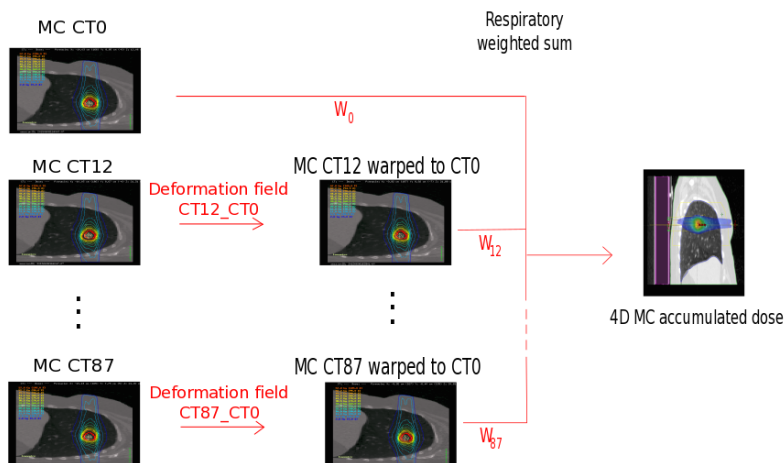 MC CT0
Respiratory
weighted sum
W0
MC CT12
Deformation field
CT12_CT0
MC CT12 warped to CT0
W12
4D MC accumulated dose
MC CT87
Deformation field
CT87_CT0
MC CT87 warped to CT0
W87